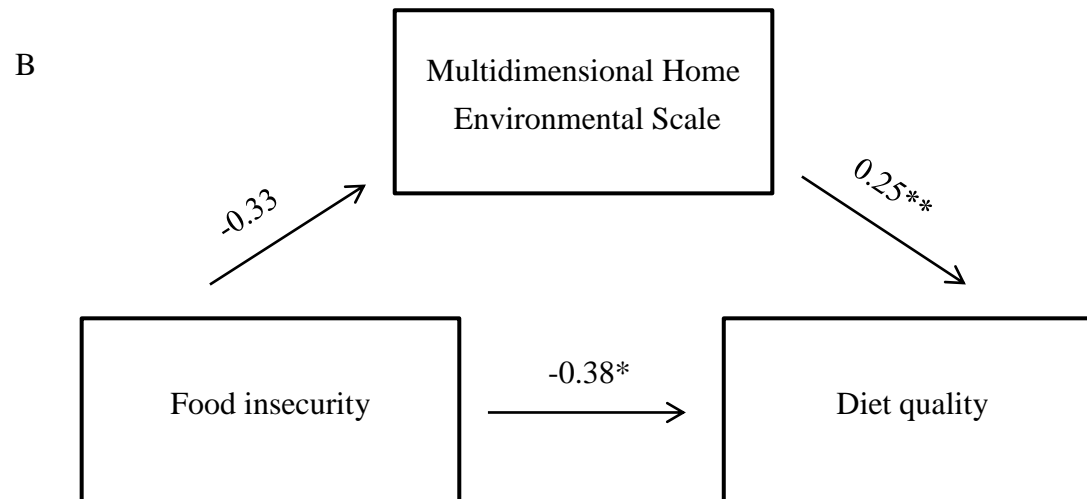 B
Multidimensional Home
Environmental Scale
-0.33
0.25**
-0.38*
Food insecurity
Diet quality